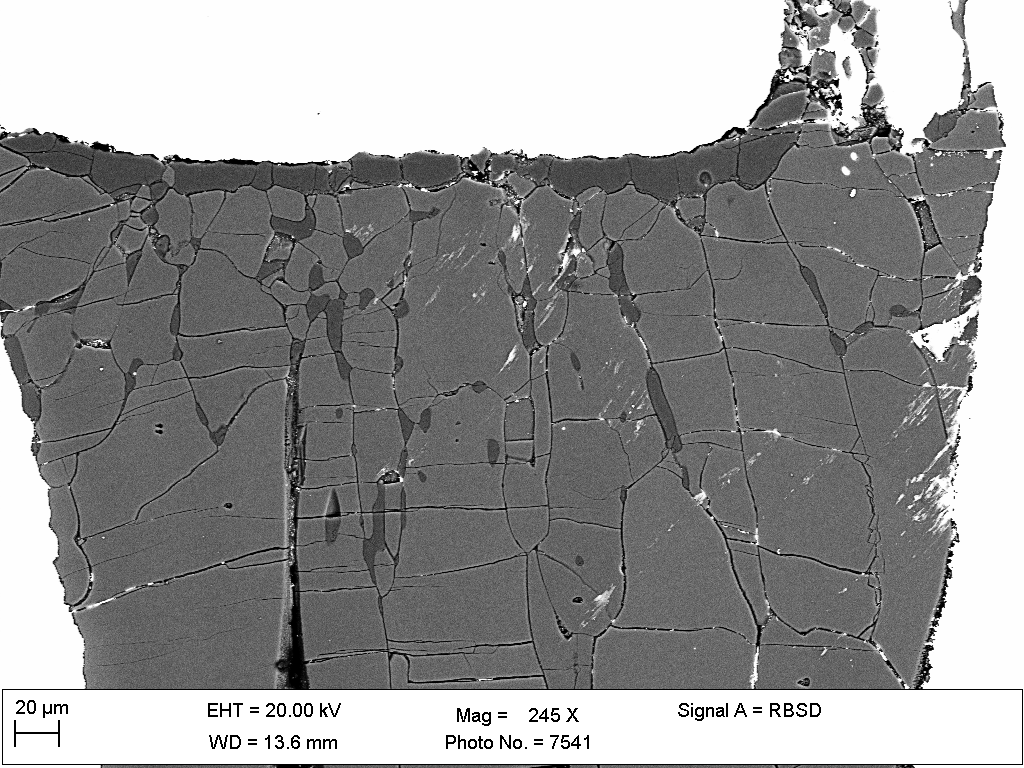 20 µm
EHT = 20.00 kV
WD = 13.6 mm
Mag = 245 X
Photo No. = 7541
Signal A = RBSD